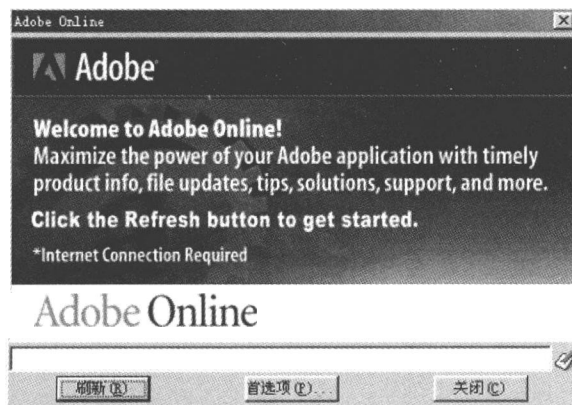 Adobe Online
Adobe
Welcome to Adobe Online!
Maximize the power of your Adobe application with timely
product info, file updates, tips, solutions, support, and more.
Click the Refresh button to get started.
*Internet Connection Required
Adobe Online
刷新(R) 首选项(P)... 关闭(C)